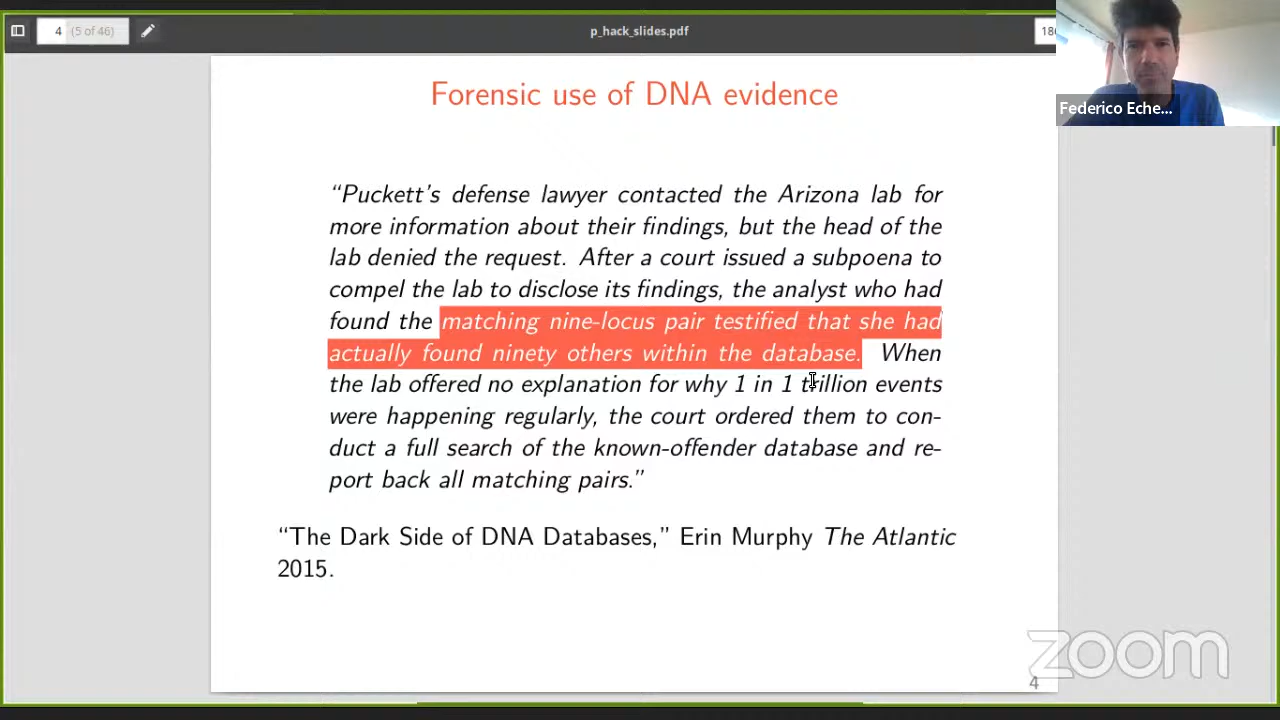 4 (5 of 46)
p_hack_slides.pdf
Forensic use of DNA evidence
Federico Eche...
“Puckett's defense lawyer contacted the Arizona lab for
more information about their findings, but the head of the
lab denied the request. After a court issued a subpoena to
compel the lab to disclose its findings, the analyst who had
found the matching nine-locus pair testified that she had
actually found ninety others within the database. When
the lab offered no explanation for why 1 in 1 trillion events
were happening regularly, the court ordered them to con-
duct a full search of the known-offender database and re-
port back all matching pairs.”
“The Dark Side of DNA Databases,” Erin Murphy The Atlantic
2015.
zoom
4